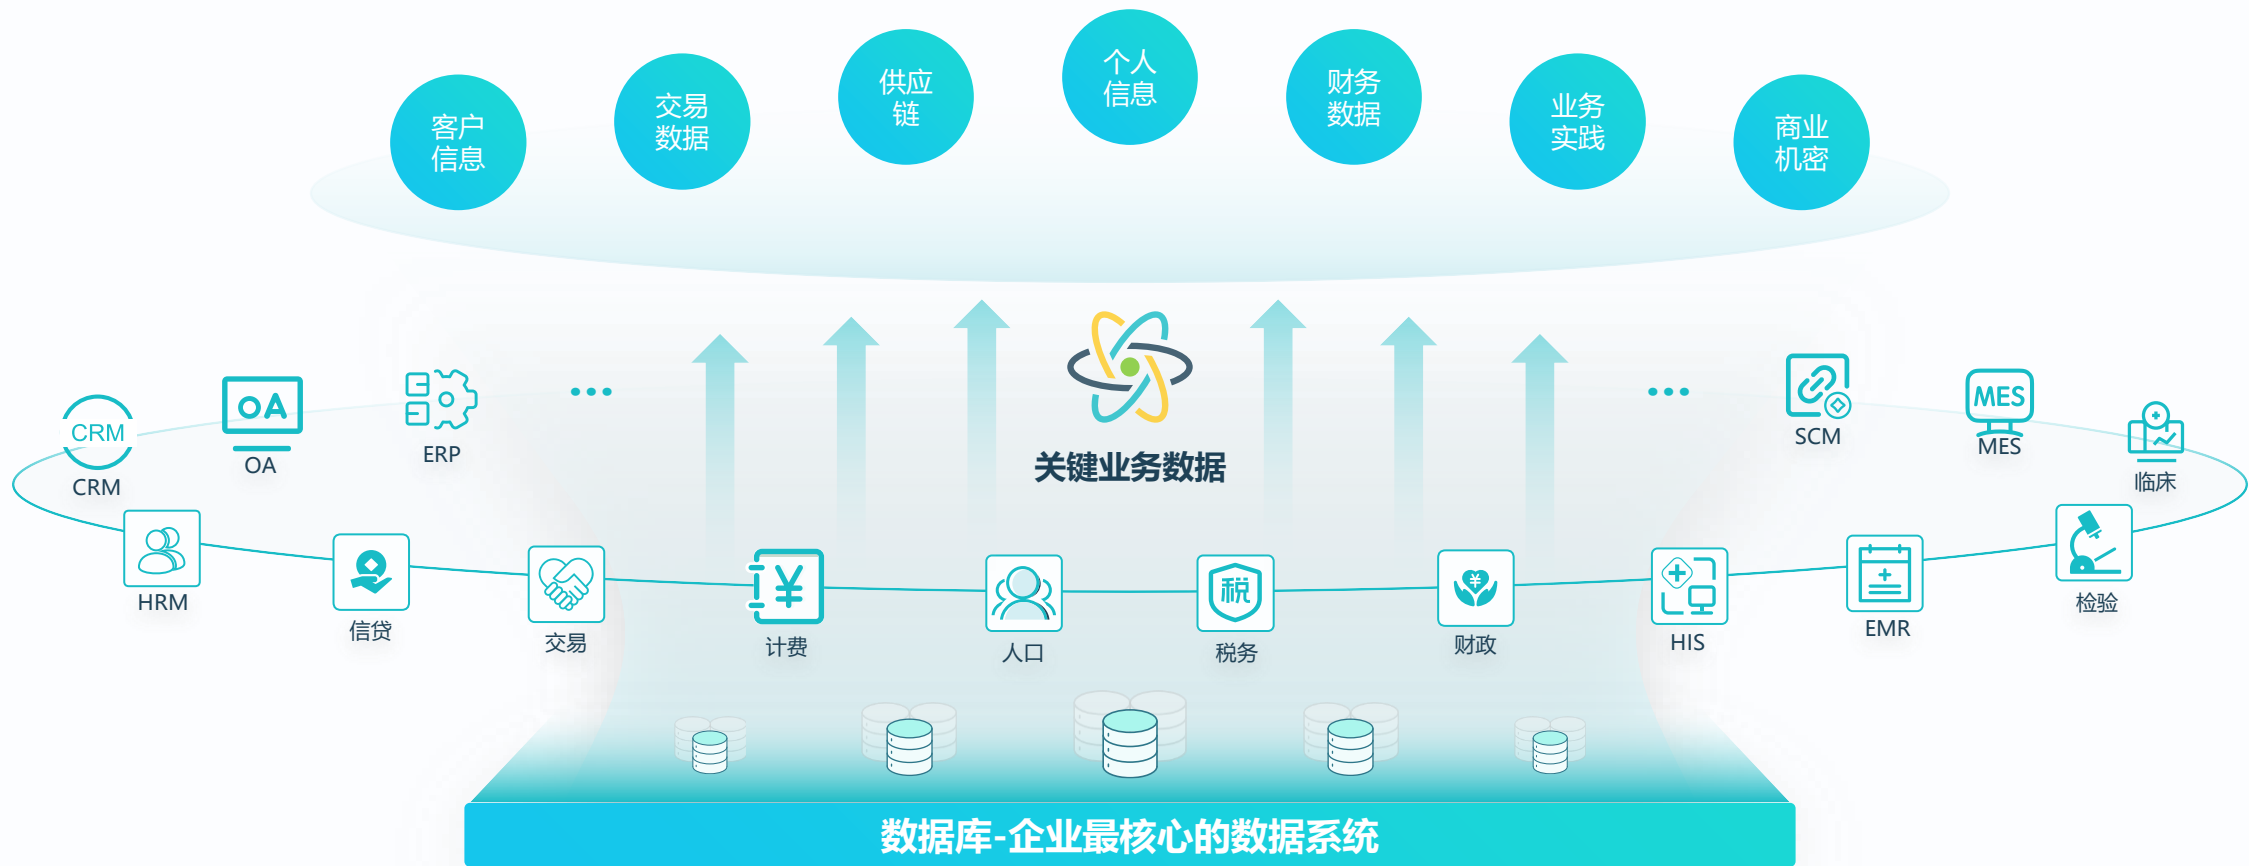 客户
信息
交易
数据
供应
链
个人
信息
财务
数据
业务
实践
商业
机密
CRM
CRM
OA
OA
ERP
...
关键业务数据
...
SCM
MES
MES
临床
HRM
信贷
交易
¥
计费
人口
税
税务
¥
财政
HIS
EMR
检验
数据库-企业最核心的数据系统